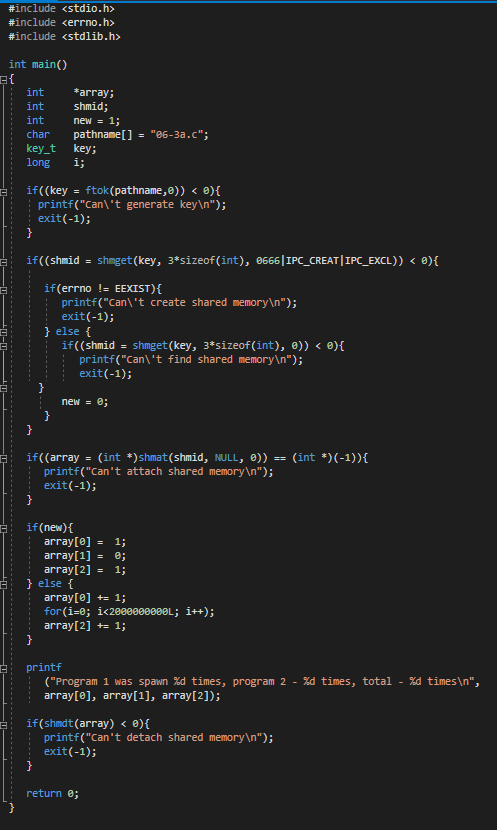 #include <stdio.h>
#include <errno.h>
#include <stdlib.h>
int main()
{
int *array;
int shmid;
int new = 1;
char pathname[] = "06-3a.c";
key_t key;
long i;
if((key = ftok(pathname,0)) < 0){
printf("Can\'t generate key\n");
exit(-1);
}
if((shmid = shmget(key, 3*sizeof(int), 0666|IPC_CREAT|IPC_EXCL)) < 0){
if(errno != EEXIST){
printf("Can\'t create shared memory\n");
exit(-1);
} else {
if((shmid = shmget(key, 3*sizeof(int), 0)) < 0){
printf("Can\'t find shared memory\n");
exit(-1);
}
new = 0;
}
}
if((array = (int *)shmat(shmid, NULL, 0)) == (int *)(-1)){
printf("Can't attach shared memory\n");
exit(-1);
}
if(new){
array[0] = 1;
array[1] = 0;
array[2] = 1;
} else {
array[0] += 1;
for(i=0; i<2000000000L; i++);
array[2] += 1;
}
printf
("Program 1 was spawn %d times, program 2 - %d times, total - %d times\n",
array[0], array[1], array[2]);
if(shmdt(array) < 0){
printf("Can't detach shared memory\n");
exit(-1);
}
return 0;
}